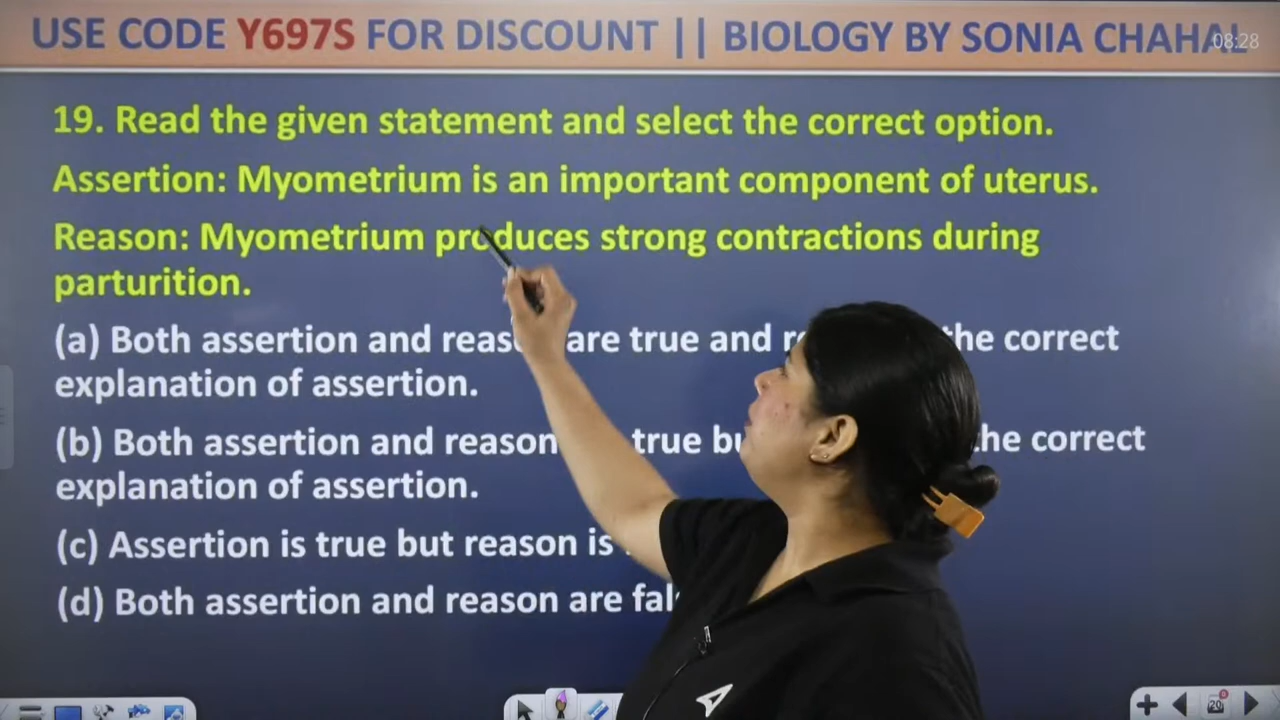 USE CODE Y697S FOR DISCOUNT || BIOLOGY BY SONIA CHAHAL
08:28
19. Read the given statement and select the correct option.
Assertion: Myometrium is an important component of uterus.
Reason: Myometrium produces strong contractions during
parturition.
(a) Both assertion and are true and the correct
explanation of assertion.
(b) Both assertion and reason true the correct
explanation of assertion.
(c) Assertion is true but reason is
(d) Both assertion and reason are
20